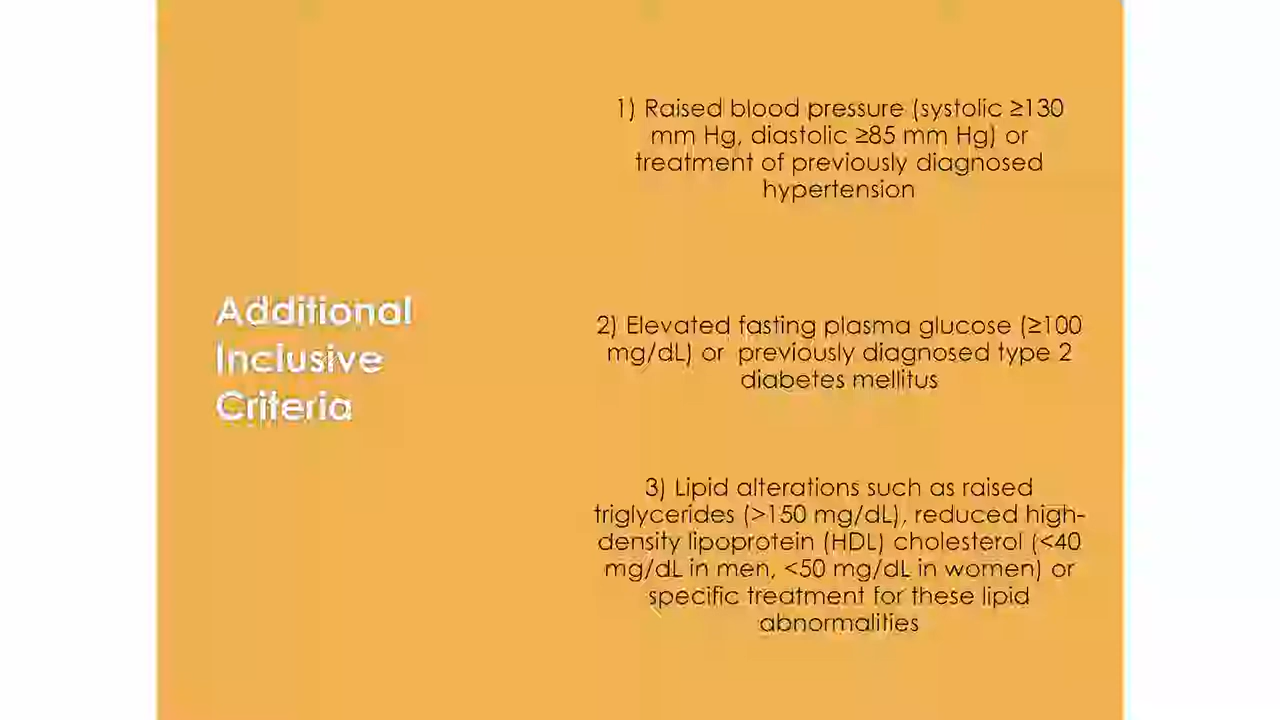 Additional
Inclusive
Criteria
1) Raised blood pressure (systolic ≥130
mm Hg, diastolic ≥85 mm Hg) or
treatment of previously diagnosed
hypertension
2) Elevated fasting plasma glucose (≥100
mg/dL) or previously diagnosed type 2
diabetes mellitus
3) Lipid alterations such as raised
triglycerides (>150 mg/dL), reduced high-
density lipoprotein (HDL) cholesterol (<40
mg/dL in men, <50 mg/dL in women) or
specific treatment for these lipid
abnormalities